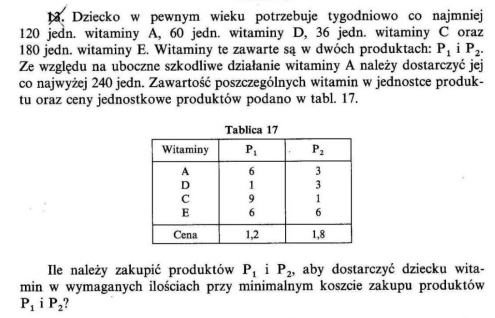 13. Dziecko w pewnym wieku potrzebuje tygodniowo co najmniej
120 jedn. witaminy A, 60 jedn. witaminy D, 36 jedn. witaminy C oraz
180 jedn. witaminy E. Witaminy te zawarte są w dwóch produktach: P₁ i P₂.
Ze względu na uboczne szkodliwe działanie witaminy A należy dostarczyć jej
co najwyżej 240 jedn. Zawartość poszczególnych witamin w jednostce produk-
tu oraz ceny jednostkowe produktów podano w tabl. 17.
Tablica 17
Witaminy P₁ P₂
A 6 3
D 1 3
C 9 1
E 6 6
Cena 1,2 1,8
Ile należy zakupić produktów P₁ i P₂, aby dostarczyć dziecku wita-
min w wymaganych ilościach przy minimalnym koszcie zakupu produktów
P₁ i P₂?